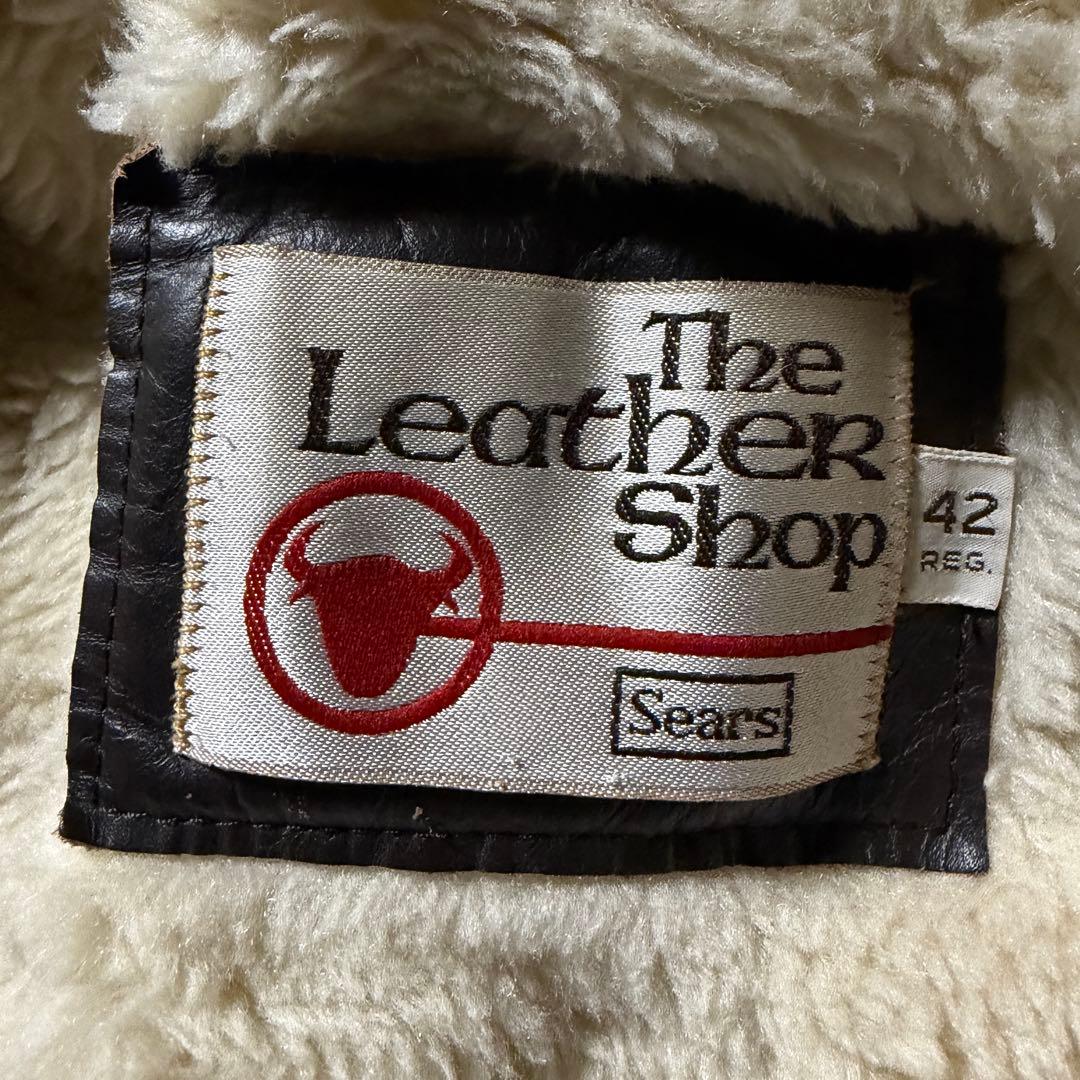 The
Leather
Shop
42
REG.
Sears